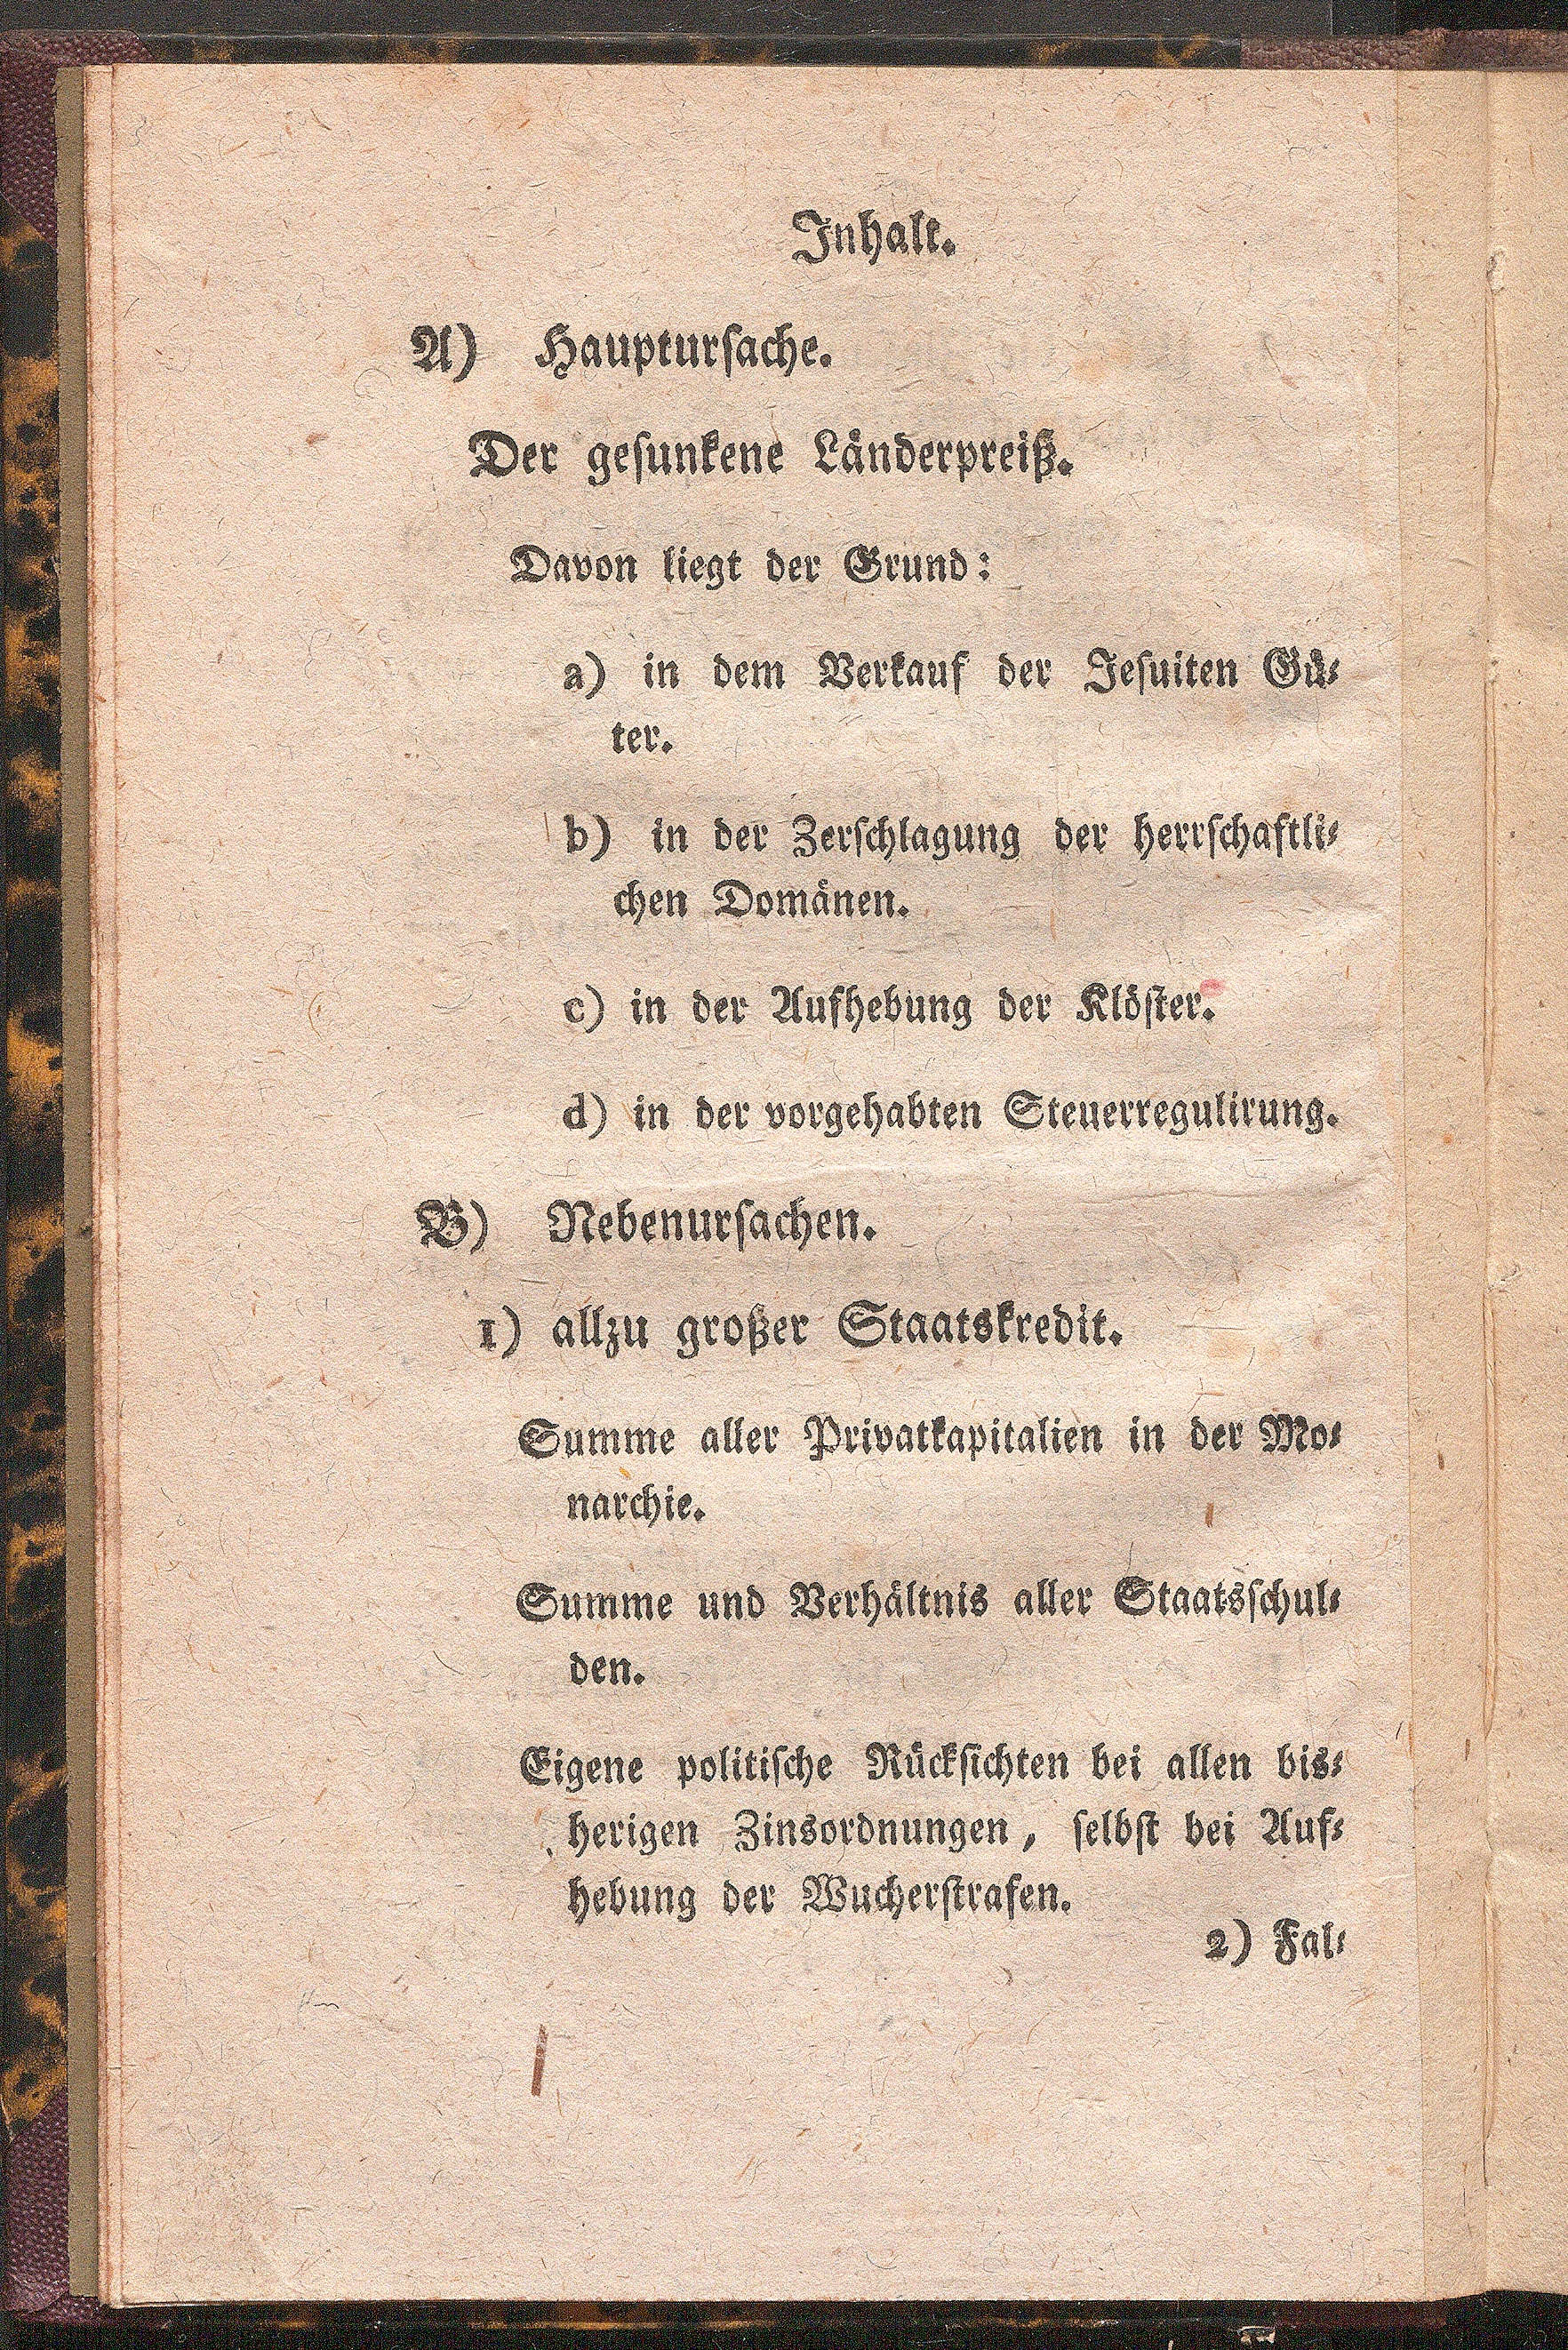 Inhalt.
A) Hauptursache.
Der gesunkene Länderpreiß.
Davon liegt der Grund:
a) in dem Verkauf der Jesuiten Gü-
ter.
b) in der Zerschlagung der herrschaftli-
chen Domänen.
c) in der Aufhebung der Klöster.
d) in der vorgehabten Steuerregulirung.
B) Nebenursachen.
1) allzu großer Staatskredit.
Summe aller Privatkapitalien in der Mo-
narchie.
Summe und Verhältnis aller Staatsschul-
den.
Eigene politische Rücksichten bei allen bis-
herigen Zinsordnungen, selbst bei Auf-
hebung der Wucherstrafen.
2) Fal-